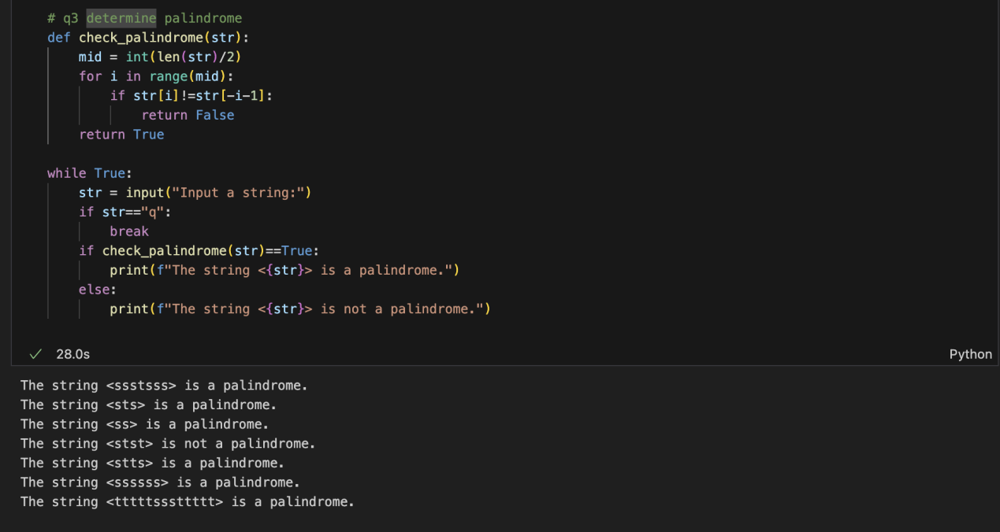 # q3 determine palindrome
def check_palindrome(str):
    mid = int(len(str)/2)
    for i in range(mid):
        if str[i]!=str[-i-1]:
            return False
    return True

while True:
    str = input("Input a string:")
    if str=="q":
        break
    if check_palindrome(str)==True:
        print(f"The string <{str}> is a palindrome.")
    else:
        print(f"The string <{str}> is not a palindrome.")
28.0s
Python
The string <ssstsss> is a palindrome.
The string <sts> is a palindrome.
The string <ss> is a palindrome.
The string <stst> is not a palindrome.
The string <stts> is a palindrome.
The string <ssssss> is a palindrome.
The string <tttttsssttttt> is a palindrome.